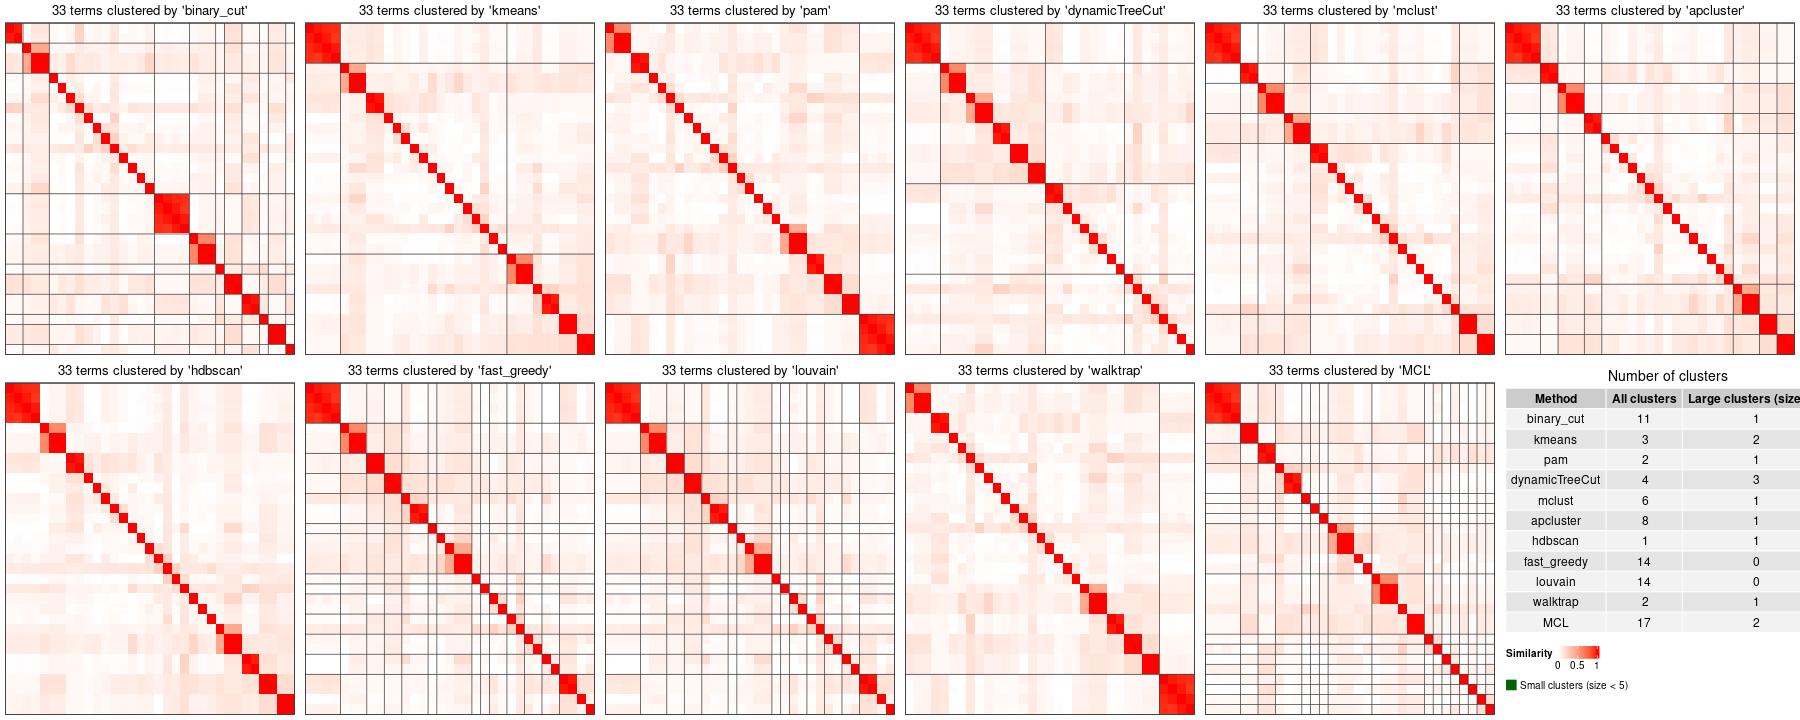 33 terms clustered by 'binary_cut'
33 terms clustered by 'kmeans'
33 terms clustered by 'pam'
33 terms clustered by 'dynamicTreeCut'
33 terms clustered by 'mclust'
33 terms clustered by 'apcluster'
33 terms clustered by 'hdbscan'
33 terms clustered by 'fast_greedy'
33 terms clustered by 'louvain'
33 terms clustered by 'walktrap'
33 terms clustered by 'MCL'
Number of clusters
Method All clusters Large clusters (size
binary_cut 11 1
kmeans 3 2
pam 2 1
dynamicTreeCut 4 3
mclust 6 1
apcluster 8 1
hdbscan 1 1
fast_greedy 14 0
louvain 14 0
walktrap 2 1
MCL 17 2
Similarity
0 0.5 1
Small clusters (size < 5)